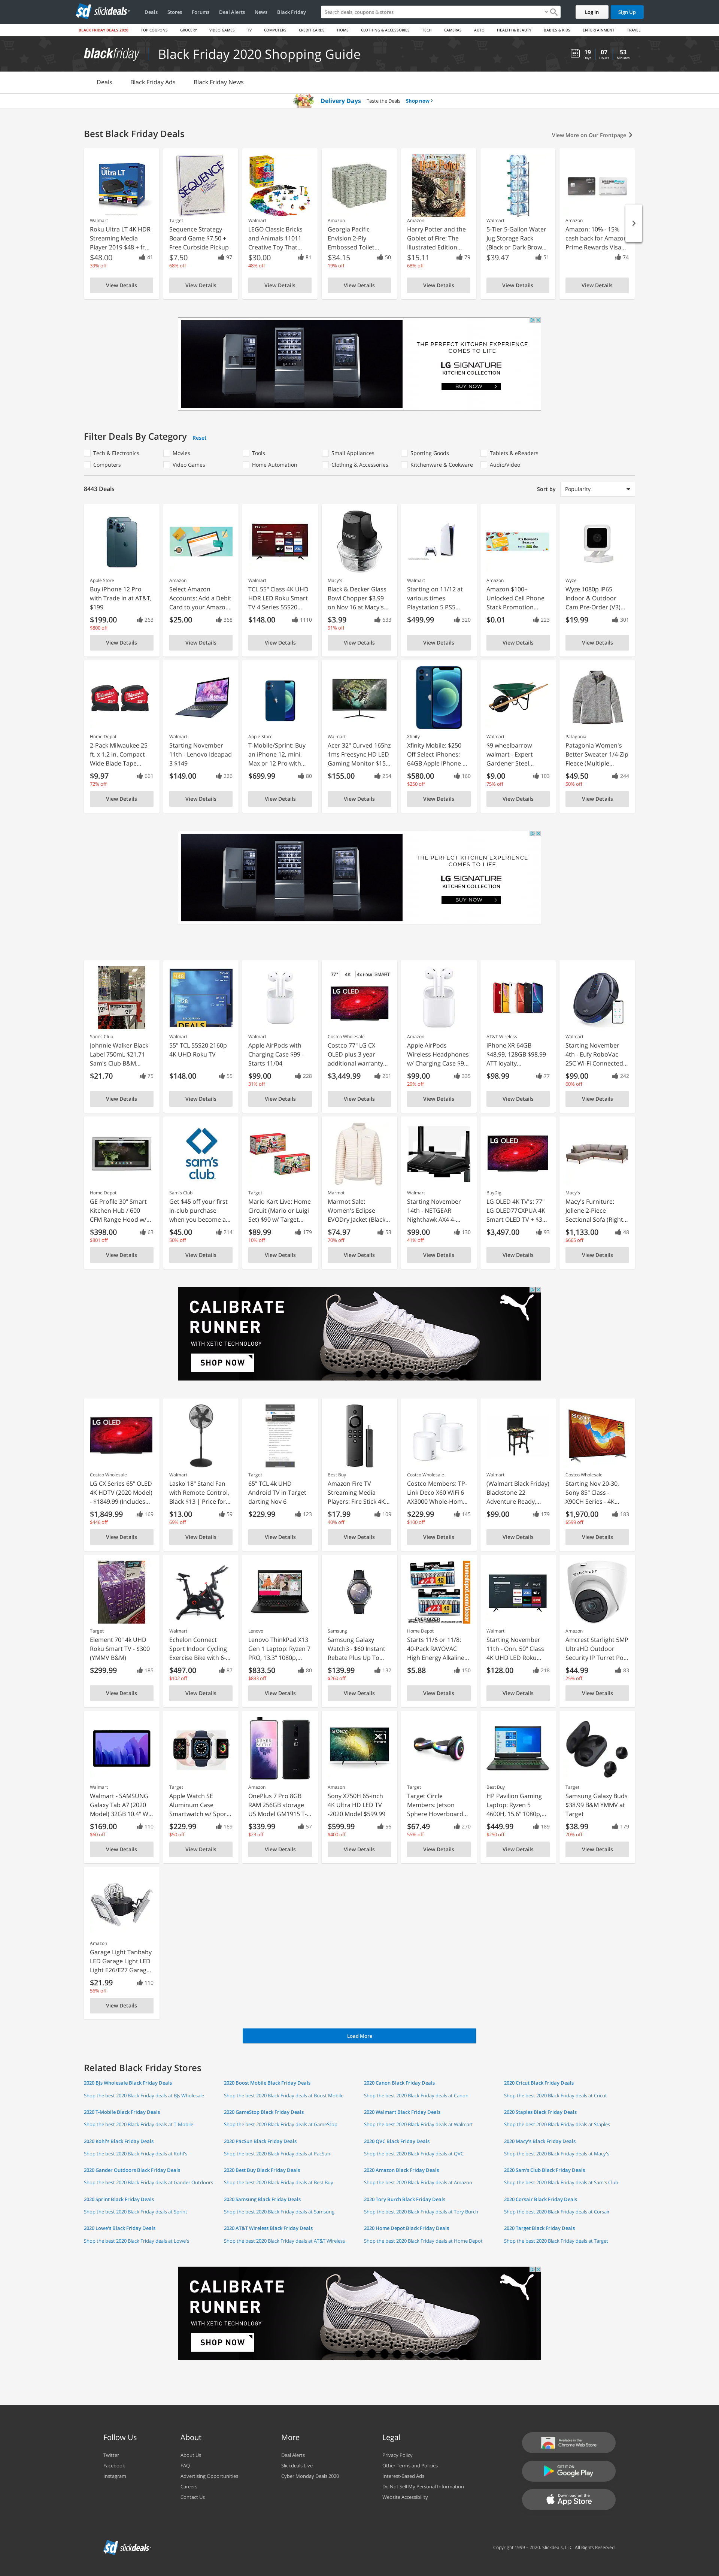 slickdeals
Deals
Stores
Forums
Deal Alerts
News
Black Friday
Search deals, coupons & stores
Log In
Sign Up
BLACK FRIDAY DEALS 2020
TOP COUPONS
GROCERY
VIDEO GAMES
TV
COMPUTERS
CREDIT CARDS
HOME
CLOTHING & ACCESSORIES
TECH
CAMERAS
AUTO
HEALTH & BEAUTY
BABIES & KIDS
ENTERTAINMENT
TRAVEL
blackfriday
Black Friday 2020 Shopping Guide
19 Days
07 Hours
53 Minutes
Deals
Black Friday Ads
Black Friday News
Delivery Days
Taste the Deals
Shop now
Best Black Friday Deals
View More on Our Frontpage
Walmart
Roku Ultra LT 4K HDR
Streaming Media
Player 2019 $48 + fr...
$48.00
41
39% off
View Details
Target
Sequence Strategy
Board Game $7.50 +
Free Curbside Pickup
$7.50
97
68% off
View Details
Walmart
LEGO Classic Bricks
and Animals 11011
Creative Toy That...
$30.00
81
40% off
View Details
Amazon
Georgia Pacific
Envision 2-Ply
Embossed Toilet...
$34.15
50
19% off
View Details
Amazon
Harry Potter and the
Goblet of Fire: The
Illustrated Edition...
$15.11
79
68% off
View Details
Walmart
5-Tier 5-Gallon Water
Jug Storage Rack
(Black or Dark Brow...
$39.47
51
View Details
Amazon
Amazon: 10% - 15%
cash back for Amazon
Prime Rewards Visa...
74
View Details
THE PERFECT KITCHEN EXPERIENCE
COMES TO LIFE
LG SIGNATURE
KITCHEN COLLECTION
BUY NOW
Filter Deals By Category
Reset
Tech & Electronics
Movies
Tools
Small Appliances
Sporting Goods
Tablets & eReaders
Computers
Video Games
Home Automation
Clothing & Accessories
Kitchenware & Cookware
Audio/Video
8443 Deals
Sort by
Popularity
Apple Store
Buy iPhone 12 Pro
with Trade in at AT&T,
$199
$199.00
263
$800 off
View Details
Amazon
Select Amazon
Accounts: Add a Debit
Card to your Amazo...
$25.00
368
View Details
Walmart
TCL 55" Class 4K UHD
HDR LED Roku Smart
TV 4 Series 55S20...
$148.00
1110
View Details
Macy's
Black & Decker Glass
Bowl Chopper $3.99
on Nov 16 at Macy's...
$3.99
633
91% off
View Details
Walmart
Starting on 11/12 at
various times
Playstation 5 PS5...
$499.99
320
View Details
Amazon
Amazon $100+
Unlocked Cell Phone
Stack Promotion...
$0.01
223
View Details
Wyze
Wyze 1080p IP65
Indoor & Outdoor
Cam Pre-Order (V3)...
$19.99
301
View Details
Home Depot
2-Pack Milwaukee 25
ft. x 1.2 in. Compact
Wide Blade Tape...
$9.97
661
72% off
View Details
Walmart
Starting November
11th - Lenovo Ideapad
3 $149
$149.00
226
View Details
Apple Store
T-Mobile/Sprint: Buy
an iPhone 12, mini,
Max or 12 Pro with...
$699.99
80
View Details
Walmart
Acer 32" Curved 165hz
1ms Freesync HD LED
Gaming Monitor $15...
$155.00
254
View Details
Xfinity
Xfinity Mobile: $250
Off Select iPhones:
64GB Apple iPhone ...
$580.00
160
$250 off
View Details
Walmart
$9 wheelbarrow
walmart - Expert
Gardener Steel...
$9.00
103
75% off
View Details
Patagonia
Patagonia Women's
Better Sweater 1/4-Zip
Fleece (Multiple...
$49.50
244
50% off
View Details
THE PERFECT KITCHEN EXPERIENCE
COMES TO LIFE
LG SIGNATURE
KITCHEN COLLECTION
BUY NOW
Sam's Club
Johnnie Walker Black
Label 750mL $21.71
Sam's Club B&M...
$21.70
75
View Details
Walmart
55" TCL 55S20 2160p
4K UHD Roku TV
$148.00
55
View Details
Walmart
Apple AirPods with
Charging Case $99 -
Starts 11/04
$99.00
228
31% off
View Details
77" 4K 4x HDMI SMART
LG OLED
Costco Wholesale
Costco 77" LG CX
OLED plus 3 year
additional warranty...
$3,449.99
261
View Details
Amazon
Apple AirPods
Wireless Headphones
w/ Charging Case $9...
$99.00
335
29% off
View Details
AT&T Wireless
iPhone XR 64GB
$48.99, 128GB $98.99
ATT loyalty...
$98.99
77
View Details
Walmart
Starting November
4th - Eufy RoboVac
25C Wi-Fi Connected...
$99.00
242
60% off
View Details
Home Depot
GE Profile 30" Smart
Kitchen Hub / 600
CFM Range Hood w/...
$398.00
63
$801 off
View Details
sam's club
Sam's Club
Get $45 off your first
in-club purchase
when you become a...
$45.00
214
50% off
View Details
Target
Mario Kart Live: Home
Circuit (Mario or Luigi
Set) $90 w/ Target...
$89.99
179
10% off
View Details
Marmot
Marmot Sale:
Women's Eclipse
EVODry Jacket (Black...
$74.97
53
70% off
View Details
Walmart
Starting November
14th - NETGEAR
Nighthawk AX4 4-...
$99.00
130
41% off
View Details
LG OLED
BuyDig
LG OLED 4K TV's: 77"
LG OLED77CXPUA 4K
Smart OLED TV + $3...
$3,497.00
93
View Details
Macy's
Macy's Furniture:
Jollene 2-Piece
Sectional Sofa (Right...
$1,133.00
48
$665 off
View Details
CALIBRATE
RUNNER
WITH XETIC TECHNOLOGY
SHOP NOW
LG OLED
Costco Wholesale
LG CX Series 65" OLED
4K HDTV (2020 Model)
- $1849.99 (Includes...
$1,849.99
169
$446 off
View Details
Walmart
Lasko 18" Stand Fan
with Remote Control,
Black $13 | Price for...
$13.00
59
69% off
View Details
Target
65" TCL 4k UHD
Android TV in Target
darting Nov 6
$229.99
123
View Details
Best Buy
Amazon Fire TV
Streaming Media
Players: Fire Stick 4K...
$17.99
109
40% off
View Details
Costco Wholesale
Costco Members: TP-
Link Deco X60 WiFi 6
AX3000 Whole-Hom...
$229.99
145
$100 off
View Details
Walmart
(Walmart Black Friday)
Blackstone 22
Adventure Ready,...
$99.00
179
View Details
Costco Wholesale
Starting Nov 20-30,
Sony 85" Class -
X90CH Series - 4K...
$1,970.00
183
$599 off
View Details
Target
Element 70" 4k UHD
Roku Smart TV - $300
(YMMV B&M)
$299.99
185
View Details
Walmart
Echelon Connect
Sport Indoor Cycling
Exercise Bike with 6-...
$497.00
87
$102 off
View Details
Lenovo
Lenovo ThinkPad X13
Gen 1 Laptop: Ryzen 7
PRO, 13.3" 1080p,...
$833.50
80
$833 off
View Details
Samsung
Samsung Galaxy
Watch3 - $60 Instant
Rebate Plus Up To...
$139.99
132
$260 off
View Details
Home Depot
Starts 11/6 or 11/8:
40-Pack RAYOVAC
High Energy Alkaline...
$5.88
150
View Details
Walmart
Starting November
11th - Onn. 50" Class
4K UHD LED Roku...
$128.00
218
View Details
Amazon
Amcrest Starlight 5MP
UltraHD Outdoor
Security IP Turret Po...
$44.99
83
25% off
View Details
Walmart
Walmart - SAMSUNG
Galaxy Tab A7 (2020
Model) 32GB 10.4" W...
$169.00
110
$60 off
View Details
Target
Apple Watch SE
Aluminum Case
Smartwatch w/ Spor...
$229.99
169
$50 off
View Details
Amazon
OnePlus 7 Pro 8GB
RAM 256GB storage
US Model GM1915 T-...
$339.99
57
$23 off
View Details
SONY
Amazon
Sony X750H 65-inch
4K Ultra HD LED TV
-2020 Model $599.99
$599.99
56
$400 off
View Details
Target
Target Circle
Members: Jetson
Sphere Hoverboard...
$67.49
270
55% off
View Details
Best Buy
HP Pavilion Gaming
Laptop: Ryzen 5
4600H, 15.6" 1080p,...
$449.99
189
$250 off
View Details
Target
Samsung Galaxy Buds
$38.99 B&M YMMV at
Target
$38.99
179
70% off
View Details
Amazon
Garage Light Tanbaby
LED Garage Light LED
Light E26/E27 Garag...
$21.99
110
56% off
View Details
Load More
Related Black Friday Stores
2020 BJs Wholesale Black Friday Deals
Shop the best 2020 Black Friday deals at BJs Wholesale
2020 Boost Mobile Black Friday Deals
Shop the best 2020 Black Friday deals at Boost Mobile
2020 Canon Black Friday Deals
Shop the best 2020 Black Friday deals at Canon
2020 Cricut Black Friday Deals
Shop the best 2020 Black Friday deals at Cricut
2020 T-Mobile Black Friday Deals
Shop the best 2020 Black Friday deals at T-Mobile
2020 GameStop Black Friday Deals
Shop the best 2020 Black Friday deals at GameStop
2020 Walmart Black Friday Deals
Shop the best 2020 Black Friday deals at Walmart
2020 Staples Black Friday Deals
Shop the best 2020 Black Friday deals at Staples
2020 Kohl's Black Friday Deals
Shop the best 2020 Black Friday deals at Kohl's
2020 PacSun Black Friday Deals
Shop the best 2020 Black Friday deals at PacSun
2020 QVC Black Friday Deals
Shop the best 2020 Black Friday deals at QVC
2020 Macy's Black Friday Deals
Shop the best 2020 Black Friday deals at Macy's
2020 Gander Outdoors Black Friday Deals
Shop the best 2020 Black Friday deals at Gander Outdoors
2020 Best Buy Black Friday Deals
Shop the best 2020 Black Friday deals at Best Buy
2020 Amazon Black Friday Deals
Shop the best 2020 Black Friday deals at Amazon
2020 Sam's Club Black Friday Deals
Shop the best 2020 Black Friday deals at Sam's Club
2020 Sprint Black Friday Deals
Shop the best 2020 Black Friday deals at Sprint
2020 Samsung Black Friday Deals
Shop the best 2020 Black Friday deals at Samsung
2020 Tory Burch Black Friday Deals
Shop the best 2020 Black Friday deals at Tory Burch
2020 Corsair Black Friday Deals
Shop the best 2020 Black Friday deals at Corsair
2020 Lowe's Black Friday Deals
Shop the best 2020 Black Friday deals at Lowe's
2020 AT&T Wireless Black Friday Deals
Shop the best 2020 Black Friday deals at AT&T Wireless
2020 Home Depot Black Friday Deals
Shop the best 2020 Black Friday deals at Home Depot
2020 Target Black Friday Deals
Shop the best 2020 Black Friday deals at Target
CALIBRATE
RUNNER
WITH XETIC TECHNOLOGY
SHOP NOW
Follow Us
Twitter
Facebook
Instagram
About
About Us
FAQ
Advertising Opportunities
Careers
Contact Us
More
Deal Alerts
Slickdeals Live
Cyber Monday Deals 2020
Legal
Privacy Policy
Other Terms and Policies
Interest-Based Ads
Do Not Sell My Personal Information
Website Accessibility
Available in the
Chrome Web Store
GET IT ON
Google Play
Download on the
App Store
slickdeals
Copyright 1999 - 2020. Slickdeals, LLC. All Rights Reserved.